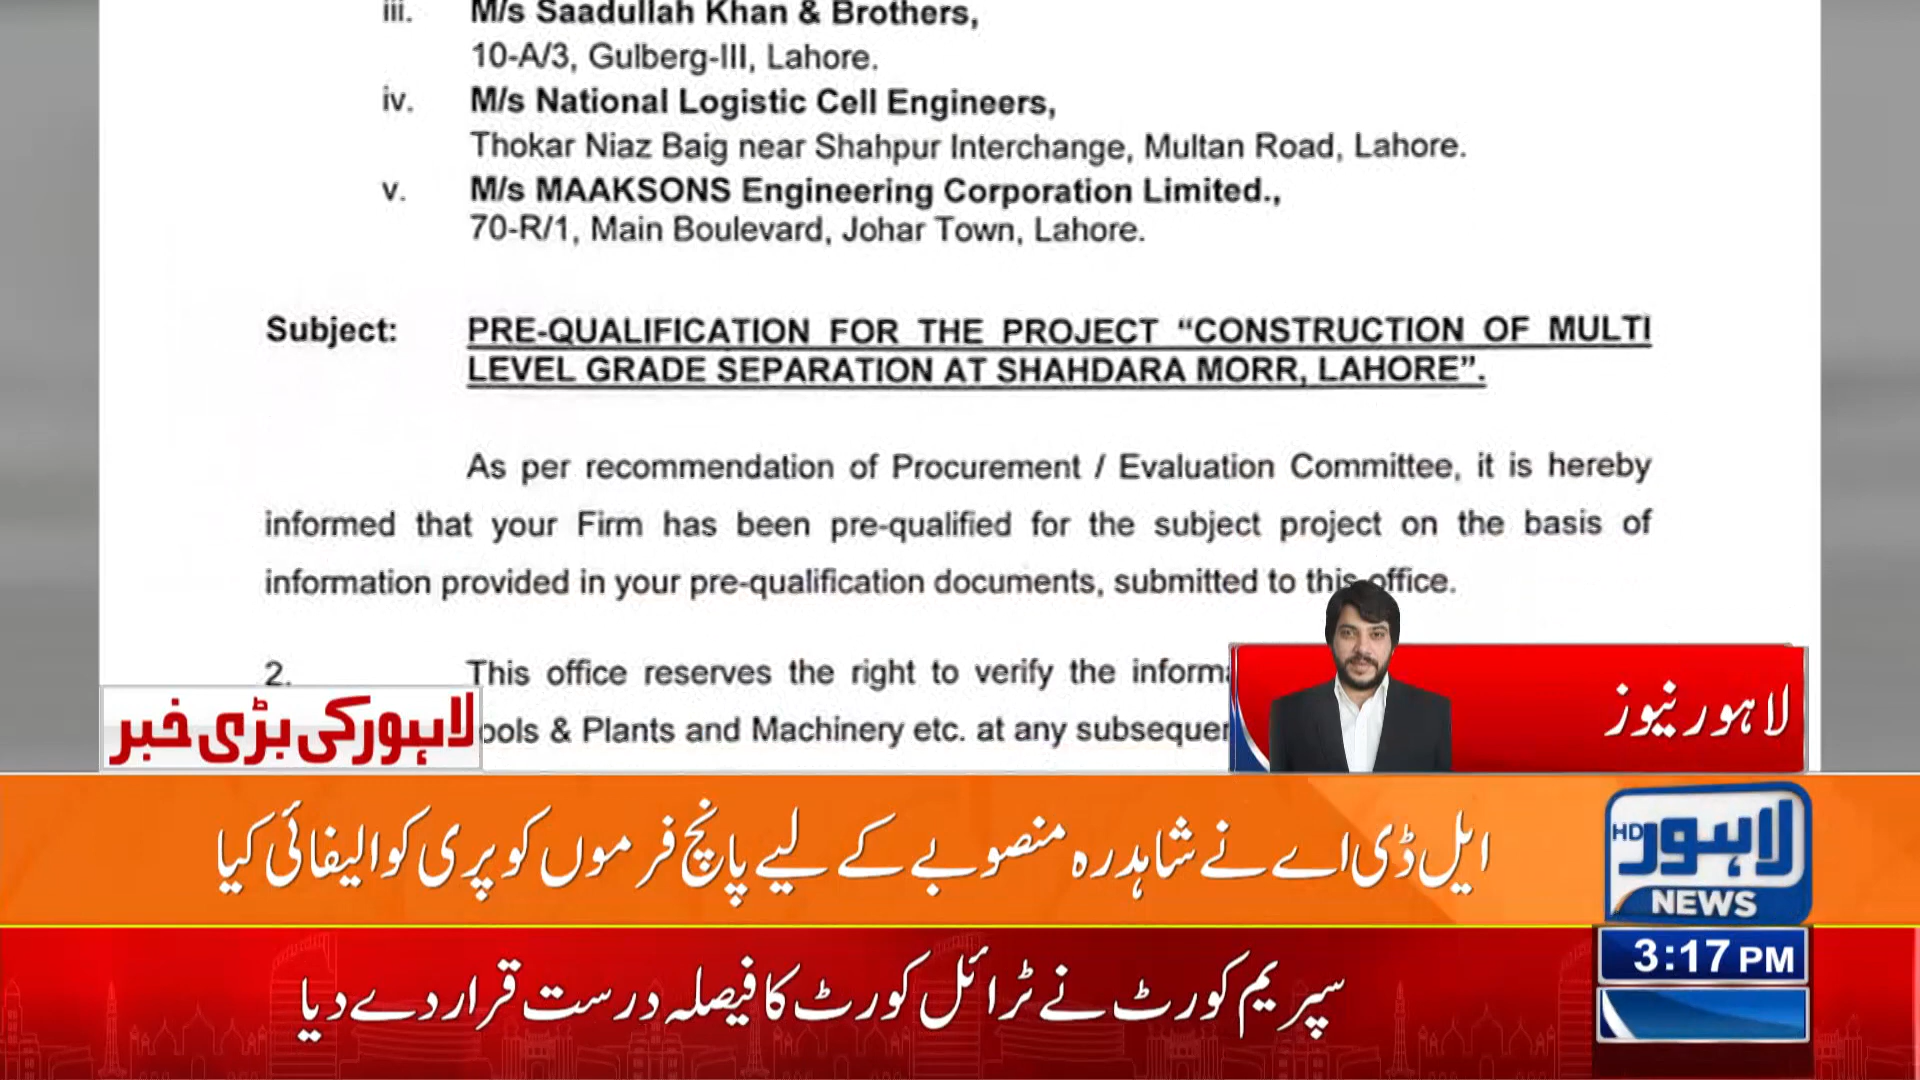 iii. M/s Saadullah Khan & Brothers,
10-A/3, Gulberg-III, Lahore.
iv. M/s National Logistic Cell Engineers,
Thokar Niaz Baig near Shahpur Interchange, Multan Road, Lahore.
v. M/s MAAKSONS Engineering Corporation Limited.,
70-R/1, Main Boulevard, Johar Town, Lahore.
Subject: PRE-QUALIFICATION FOR THE PROJECT “CONSTRUCTION OF MULTI
LEVEL GRADE SEPARATION AT SHAHDARA MORR, LAHORE”.
As per recommendation of Procurement / Evaluation Committee, it is hereby
informed that your Firm has been pre-qualified for the subject project on the basis of
information provided in your pre-qualification documents, submitted to this office.
2. This office reserves the right to verify the
& Plants and Machinery etc. at any
لاہور نیوز
لاہور کی بڑی خبر
ایل ڈی اے نے شاہدرہ منصوبے کے لیے پانچ فرموں کو پری کوالیفائی کیا
لاہور HD
NEWS
3:17 PM
سپریم کورٹ نے ٹرائل کورٹ کا فیصلہ درست قرار دے دیا